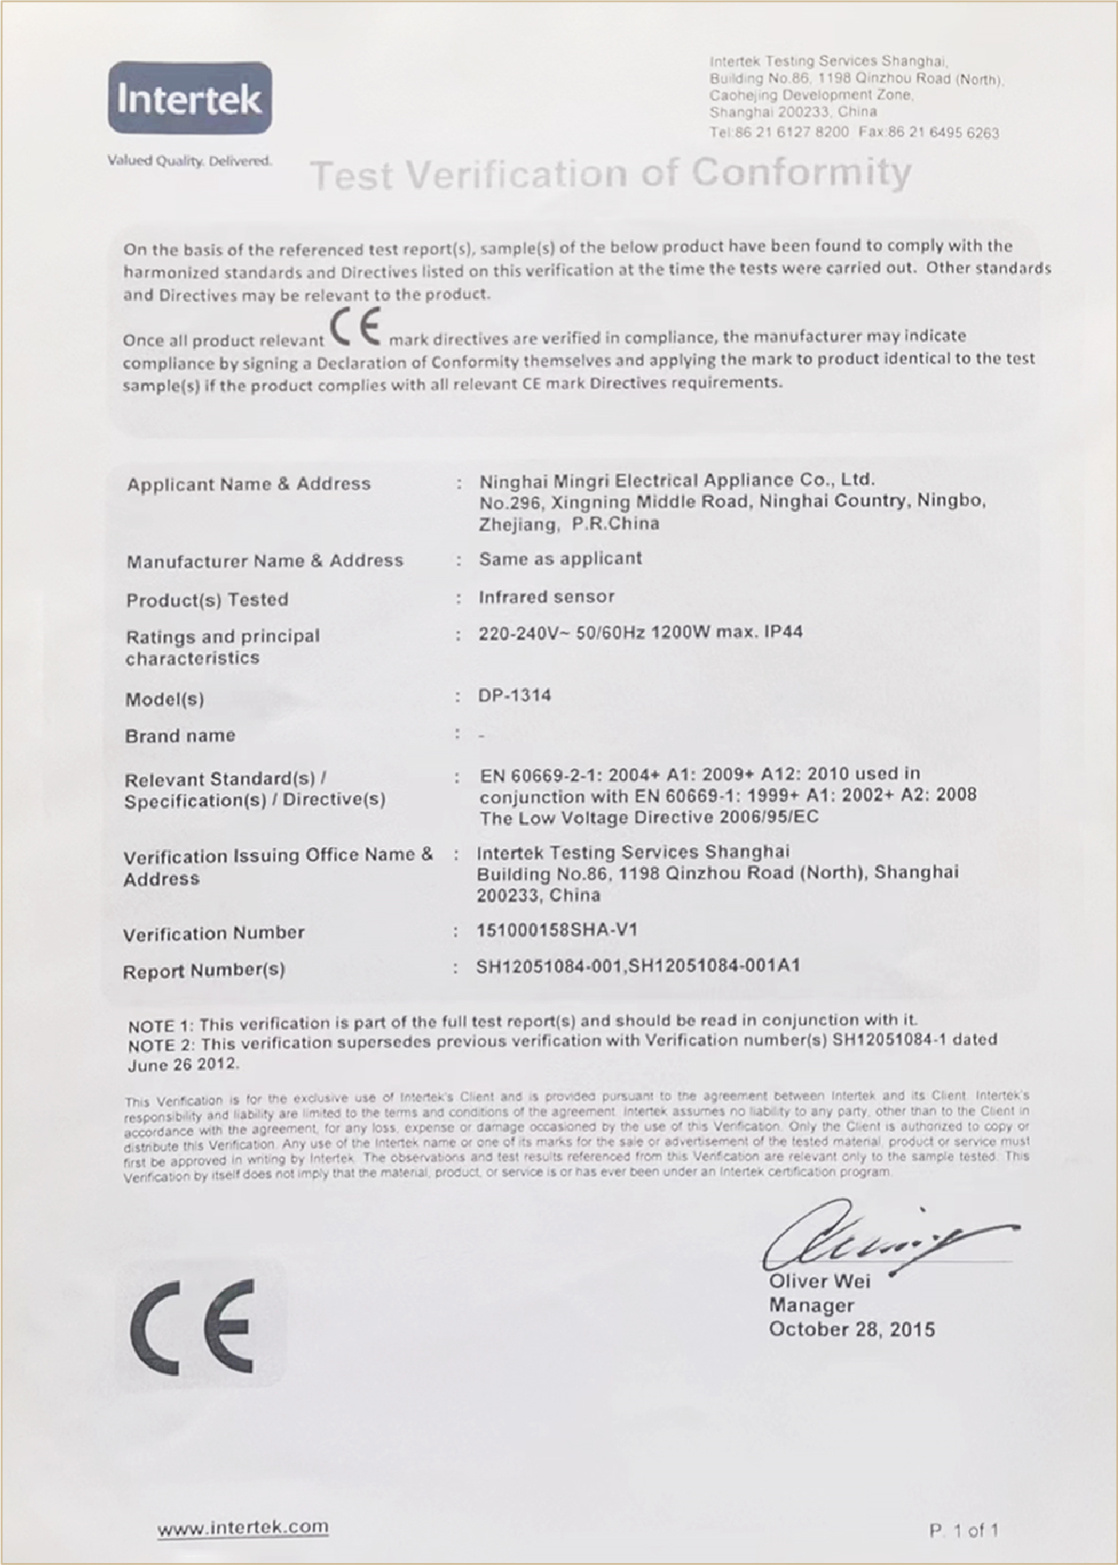 Intertek
Valued Quality. Delivered.
Intertek Testing Services Shanghai,
Building No.86, 1198 Qinzhou Road (North),
Caohejing Development Zone,
Shanghai 200233, China
Tel:86 21 6127 8200 Fax:86 21 6495 6263
Test Verification of Conformity
On the basis of the referenced test report(s), sample(s) of the below product have been found to comply with the
harmonized standards and Directives listed on this verification at the time the tests were carried out. Other standards
and Directives may be relevant to the product.
Once all product relevant CE mark directives are verified in compliance, the manufacturer may indicate
compliance by signing a Declaration of Conformity themselves and applying the mark to product identical to the test
sample(s) if the product complies with all relevant CE mark Directives requirements.
Applicant Name & Address : Ninghai Mingri Electrical Appliance Co., Ltd.
No.296, Xingning Middle Road, Ninghai Country, Ningbo,
Zhejiang, P.R.China
Manufacturer Name & Address : Same as applicant
Product(s) Tested : Infrared sensor
Ratings and principal : 220-240V~ 50/60Hz 1200W max. IP44
characteristics
Model(s) : DP-1314
Brand name : -
Relevant Standard(s) / : EN 60669-2-1: 2004+ A1: 2009+ A12: 2010 used in
Specification(s) / Directive(s) conjunction with EN 60669-1: 1999+ A1: 2002+ A2: 2008
The Low Voltage Directive 2006/95/EC
Verification Issuing Office Name & : Intertek Testing Services Shanghai
Address Building No.86, 1198 Qinzhou Road (North), Shanghai
200233, China
Verification Number : 151000158SHA-V1
Report Number(s) : SH12051084-001,SH12051084-001A1
NOTE 1: This verification is part of the full test report(s) and should be read in conjunction with it.
NOTE 2: This verification supersedes previous verification with Verification number(s) SH12051084-1 dated
June 26 2012.
This Verification is for the exclusive use of Intertek's Client and is provided pursuant to the agreement between Intertek and its Client. Intertek's
responsibility and liability are limited to the terms and conditions of the agreement. Intertek assumes no liability to any party, other than to the Client in
accordance with the agreement, for any loss, expense or damage occasioned by the use of this Verification. Only the Client is authorized to copy or
distribute this Verification. Any use of the Intertek name or one of its marks for the sale or advertisement of the tested material, product or service must
first be approved in writing by Intertek. The observations and test results referenced from this Verification are relevant only to the sample tested. This
Verification by itself does not imply that the material, product, or service is or has ever been under an Intertek certification program.
Oliver Wei
Manager
October 28, 2015
CE
www.intertek.com
P. 1 of 1